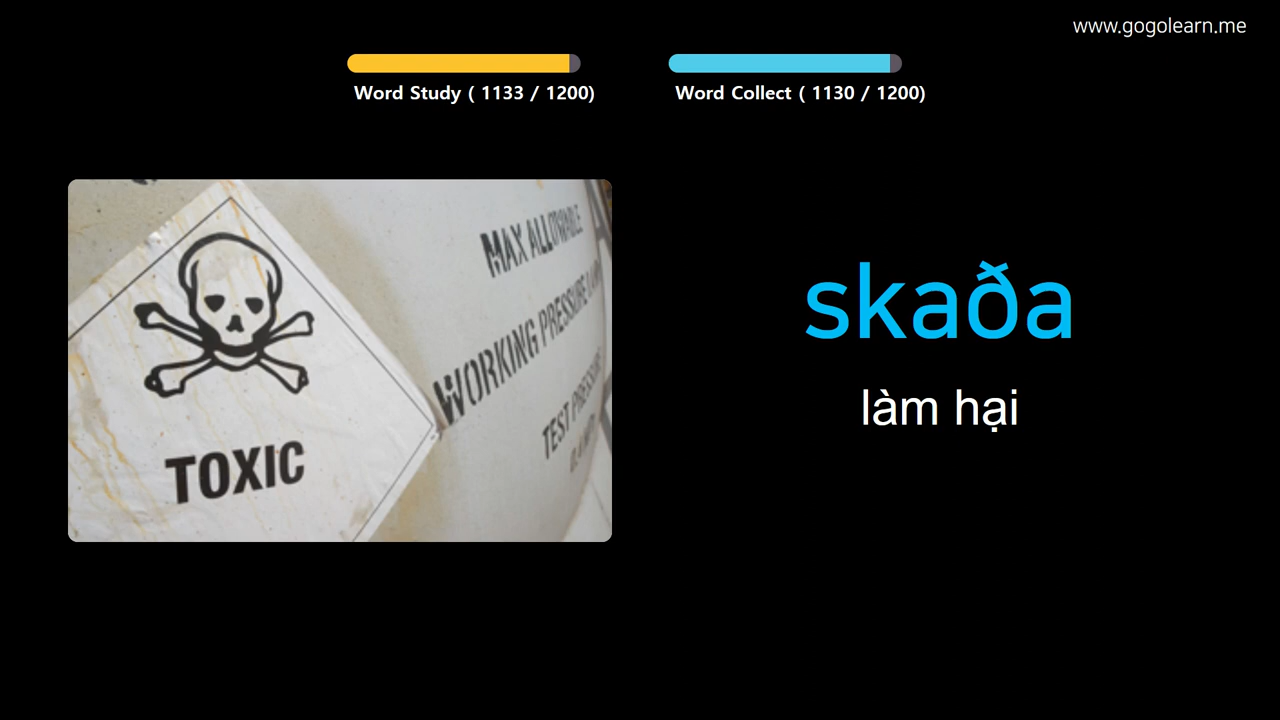 www.gogolearn.me
Word Study ( 1133 / 1200)
Word Collect ( 1130 / 1200)
MAX ALLOWABLE
WORKING PRESSURE
TEST PRESSURE
TOXIC
skaða
làm hại